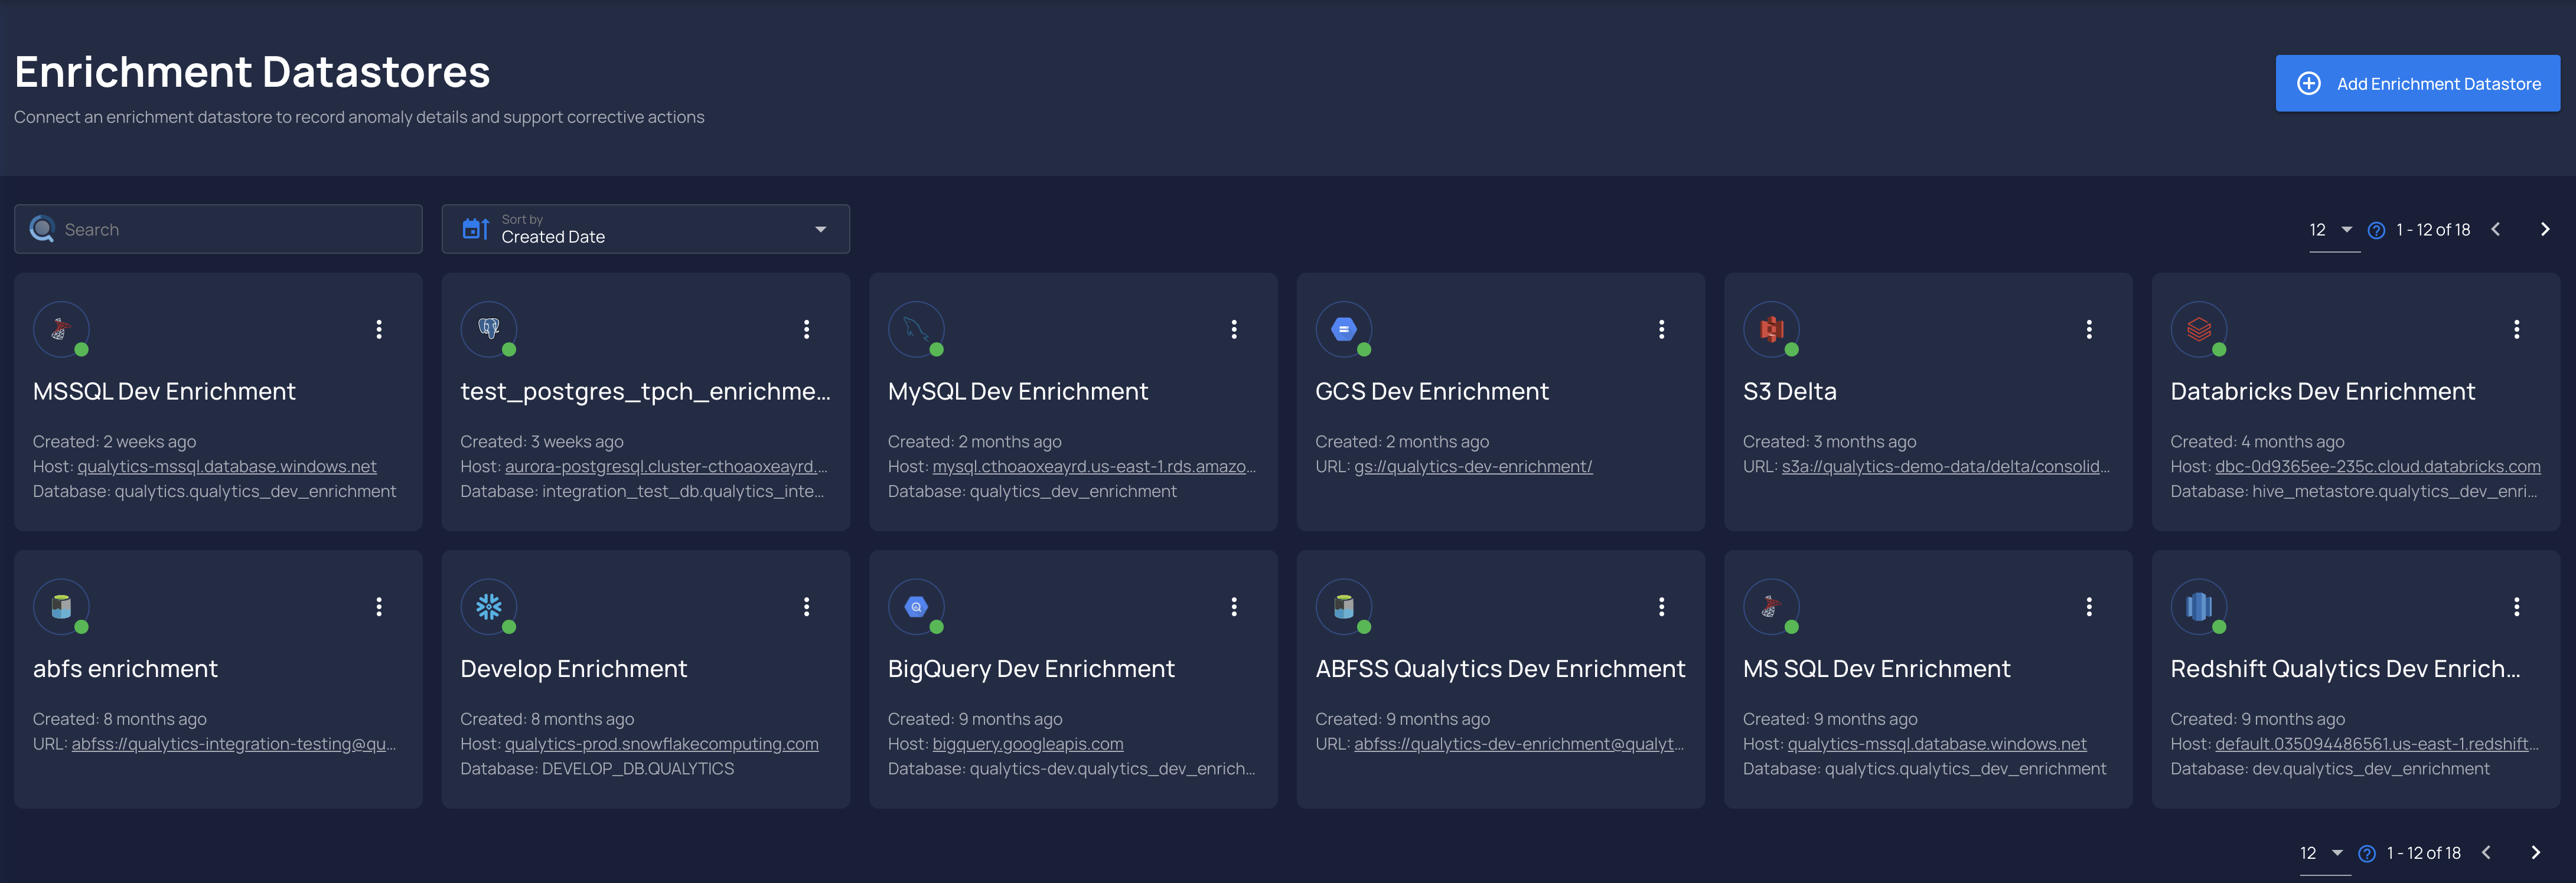 Enrichment Datastores
Connect an enrichment datastore to record anomaly details and support corrective actions
Add Enrichment Datastore
Search
Sort by
Created Date
12
1 - 12 of 18
MSSQL Dev Enrichment
Created: 2 weeks ago
Host: qualytics-mssql.database.windows.net
Database: qualytics.qualytics_dev_enrichment
test_postgres_tpch_enrichme...
Created: 3 weeks ago
Host: aurora-postgresql.cluster-cthoaoxeayrd....
Database: integration_test_db.qualytics_inte...
MySQL Dev Enrichment
Created: 2 months ago
Host: mysql.cthoaoxeayrd.us-east-1.rds.amazo...
Database: qualytics_dev_enrichment
GCS Dev Enrichment
Created: 2 months ago
URL: gs://qualytics-dev-enrichment/
S3 Delta
Created: 3 months ago
URL: s3a://qualytics-demo-data/delta/consolid...
Databricks Dev Enrichment
Created: 4 months ago
Host: dbc-0d9365ee-235c.cloud.databricks.com
Database: hive_metastore.qualytics_dev_enri...
abfs enrichment
Created: 8 months ago
URL: abfss://qualytics-integration-testing@qu...
Develop Enrichment
Created: 8 months ago
Host: qualytics-prod.snowflakecomputing.com
Database: DEVELOP_DB.QUALYTICS
BigQuery Dev Enrichment
Created: 9 months ago
Host: bigquery.googleapis.com
Database: qualytics-dev.qualytics_dev_enrich...
ABFSS Qualytics Dev Enrichment
Created: 9 months ago
URL: abfss://qualytics-dev-enrichment@qualyt...
MS SQL Dev Enrichment
Created: 9 months ago
Host: qualytics-mssql.database.windows.net
Database: qualytics.qualytics_dev_enrichment
Redshift Qualytics Dev Enrich...
Created: 9 months ago
Host: default.035094486561.us-east-1.redshift...
Database: dev.qualytics_dev_enrichment
12
1 - 12 of 18